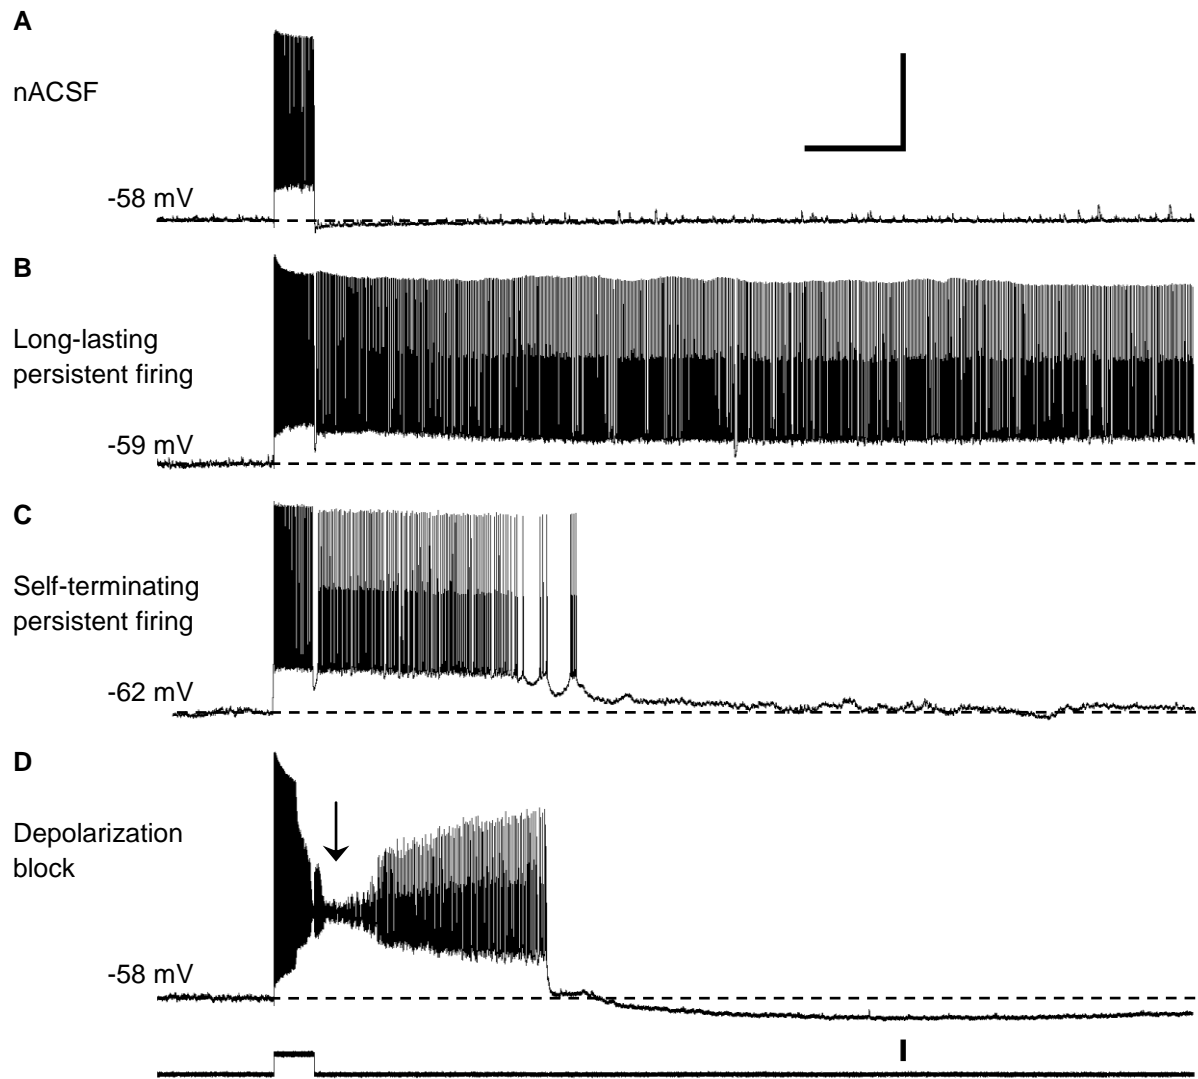 A
nACSF
-58 mV
B
Long-lasting
persistent firing
-59 mV
C
Self-terminating
persistent firing
-62 mV
D
Depolarization
block
-58 mV